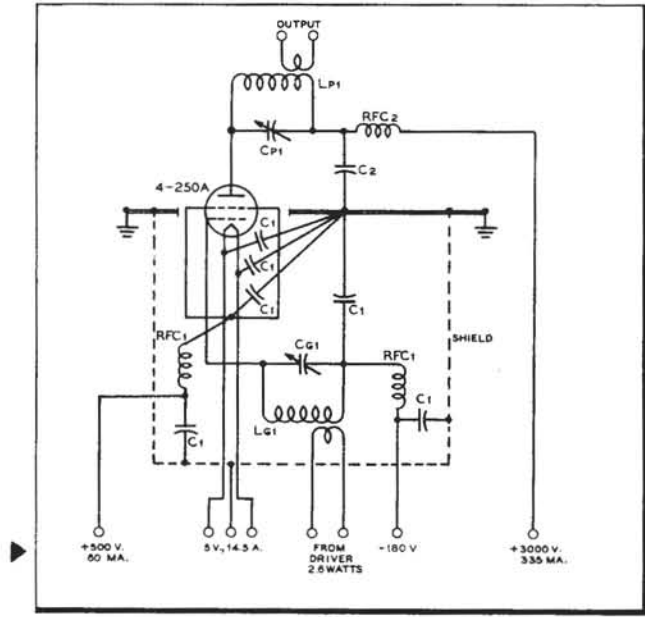 OUTPUT
LP1
RFC2
CP1
C2
4-250A
C1
C1
C1
C1
RFC1
CG1
RFC1
SHIELD
C1
LG1
C1
+500 V.
60 MA.
5 V., 14.5 A.
FROM
DRIVER
2.6 WATTS
-180 V
+3000 V.
335 MA.